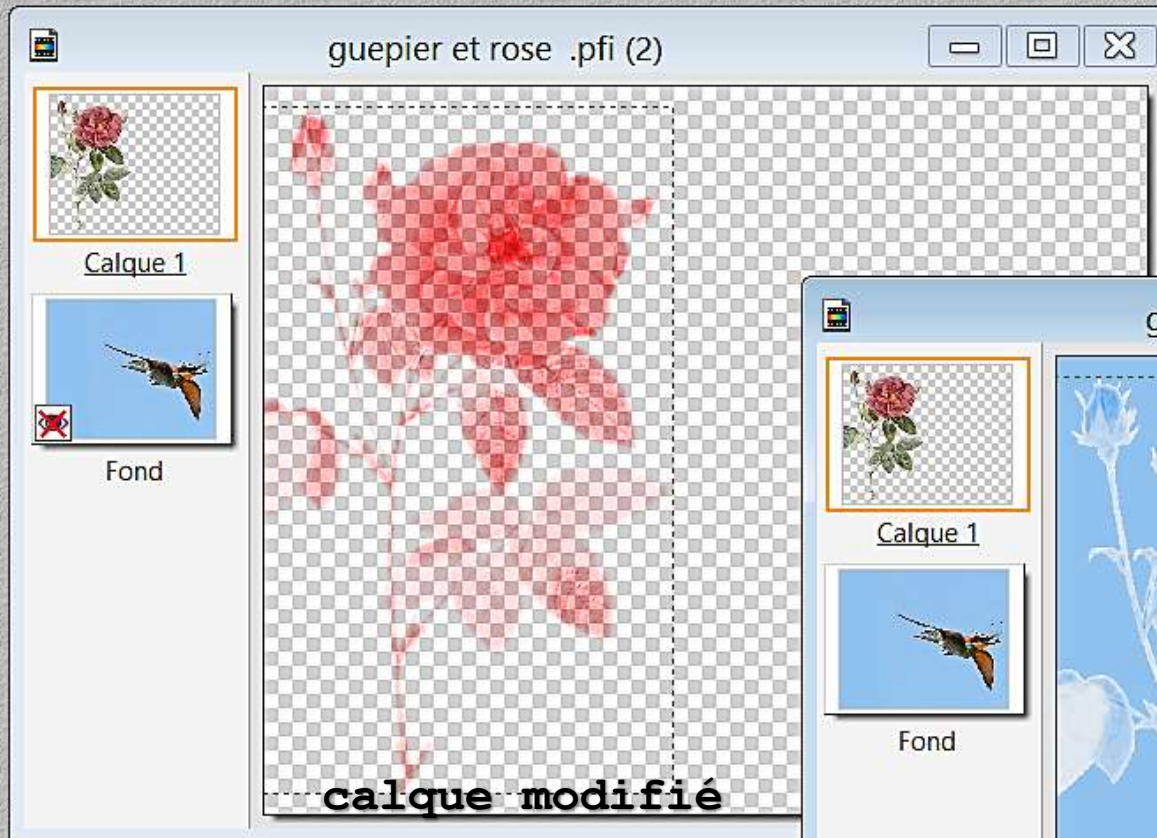 guepier et rose .pfi (2)
Calque 1
Fond
calque modifié
g
Calque 1
Fond